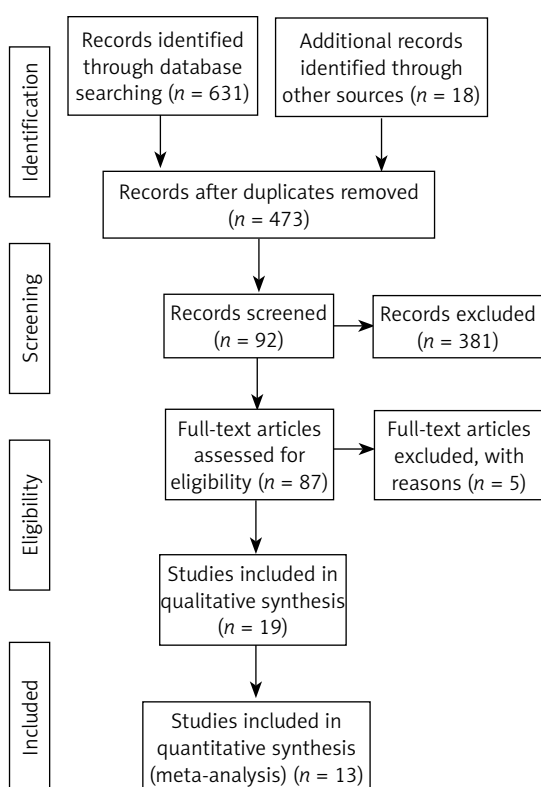 Identification
Records identified
through database
searching (n = 631)
Additional records
identified through
other sources (n = 18)
Records after duplicates removed
(n = 473)
Screening
Records screened
(n = 92)
Records excluded
(n = 381)
Eligibility
Full-text articles
assessed for
eligibility (n = 87)
Full-text articles
excluded, with
reasons (n = 5)
Studies included in
qualitative synthesis
(n = 19)
Included
Studies included in
quantitative synthesis
(meta-analysis) (n = 13)